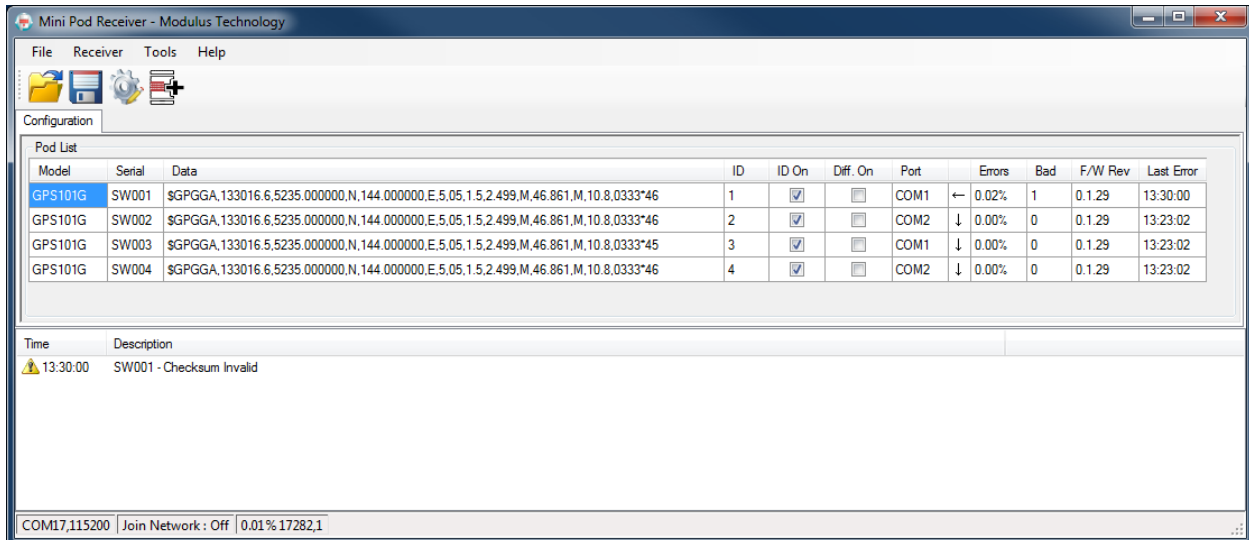 Mini Pod Receiver - Modulus Technology
File Receiver Tools Help
Configuration
Pod List
Model Serial Data ID ID On Diff. On Port Errors Bad F/W Rev Last Error
GPS101G SW001 $GPGGA,133016.6,5235.000000,N,144.000000,E,5,05,1.5,2.499,M,46.861,M,10.8,0333*46 1 COM1 ← 0.02% 1 0.1.29 13:30:00
GPS101G SW002 $GPGGA,133016.6,5235.000000,N,144.000000,E,5,05,1.5,2.499,M,46.861,M,10.8,0333*46 2 COM2 ↓ 0.00% 0 0.1.29 13:23:02
GPS101G SW003 $GPGGA,133016.5,5235.000000,N,144.000000,E,5,05,1.5,2.499,M,46.861,M,10.8,0333*45 3 COM1 ↓ 0.00% 0 0.1.29 13:23:02
GPS101G SW004 $GPGGA,133016.6,5235.000000,N,144.000000,E,5,05,1.5,2.499,M,46.861,M,10.8,0333*46 4 COM2 ↓ 0.00% 0 0.1.29 13:23:02
Time Description
13:30:00 SW001 - Checksum Invalid
COM17,115200 Join Network : Off 0.01% 17282,1